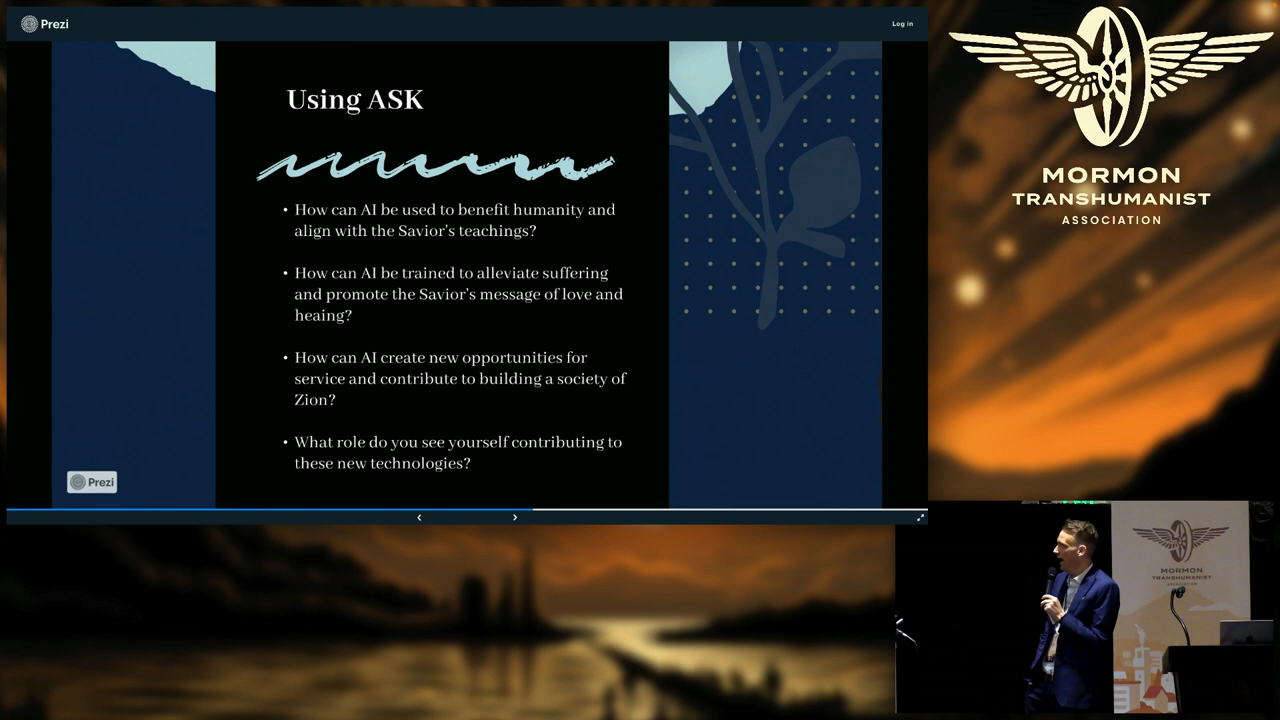 Prezi
Log in
Using ASK
• How can AI be used to benefit humanity and
align with the Savior's teachings?
• How can AI be trained to alleviate suffering
and promote the Savior's message of love and
heaing?
• How can AI create new opportunities for
service and contribute to building a society of
Zion?
• What role do you see yourself contributing to
these new technologies?
Prezi
MORMON
TRANSHUMANIST
ASSOCIATION
MORMON
TRANSHUMANIST
ASSOCIATION